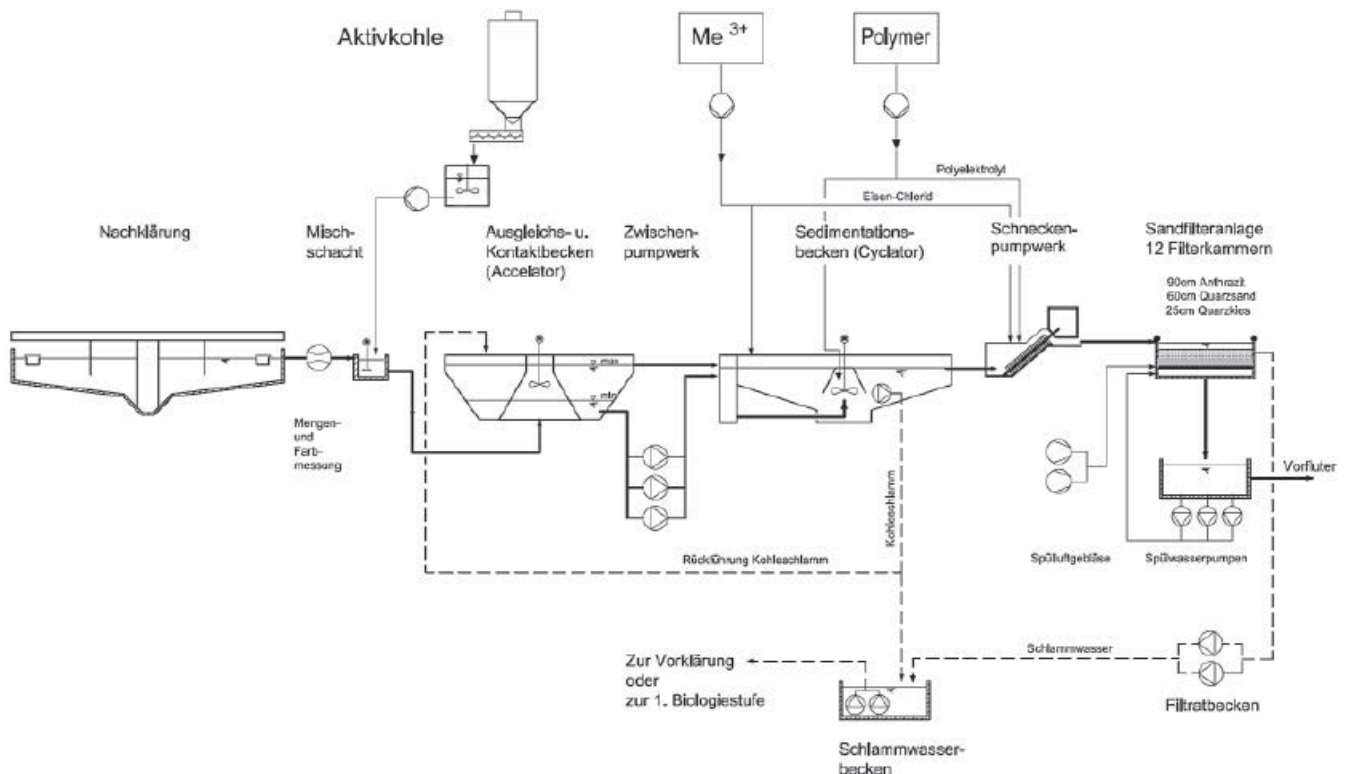 Aktivkohle
Me 3+
Polymer
Polyelektrolyt
Eisen-Chlorid
Nachklärung
Misch-
schacht
Ausgleichs- u.
Kontaktbecken
(Accelator)
Zwischen-
pumpwerk
Sedimentations-
becken (Cyclator)
Schnecken-
pumpwerk
Sandfilteranlage
12 Filterkammern
90cm Anthrazit
60cm Quarzsand
25cm Quarzkies
max
min
Mengen-
und
Farb-
messung
Kohleschlamm
Vorfluter
Rückführung Kohleschlamm
Spülluftgebläse
Spülwasserpumpen
Schlammwasser
Zur Vorklärung
oder
zur 1. Biologiestufe
Filtratbecken
Schlammwasser-
becken